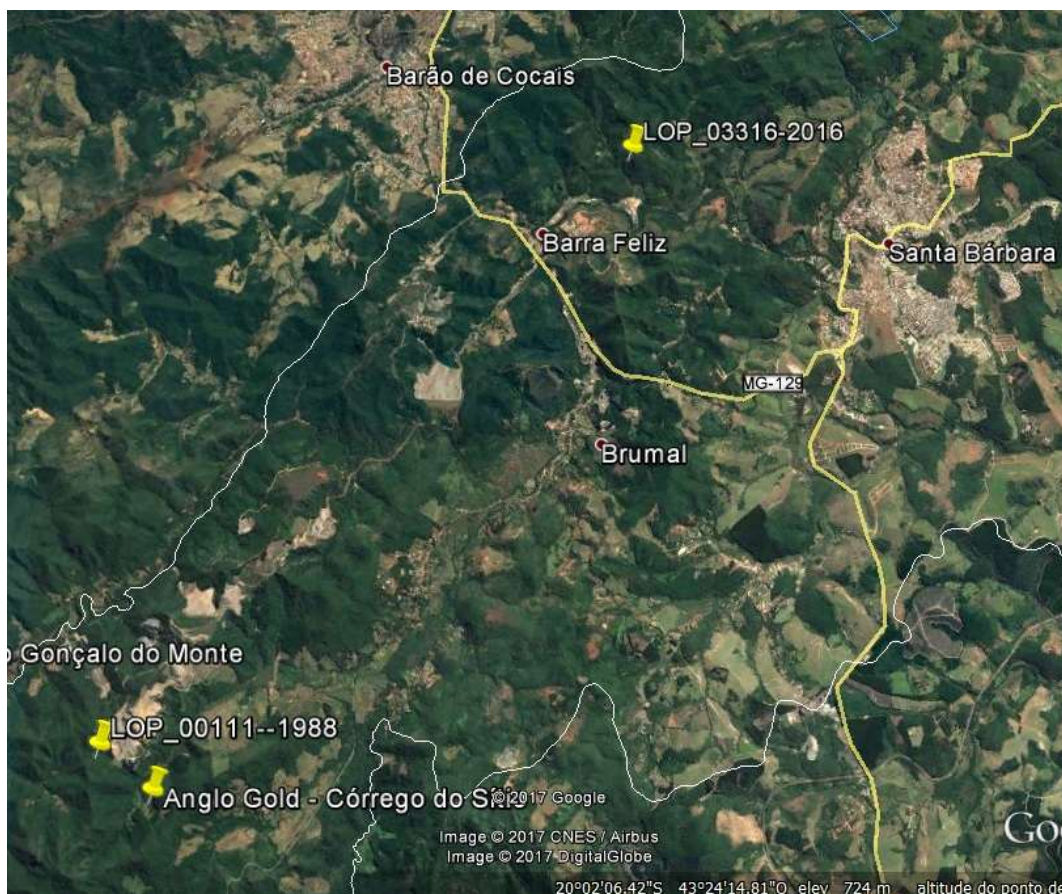 Barão de Cocais
LOP_03316-2016
Barra Feliz
Santa Bárbara
MG-129
Brumal
Gonçalo do Monte
LOP_00111--1988
Anglo Gold - Córrego do Sítio
© 2017 Google
Image © 2017 CNES / Airbus
Image © 2017 DigitalGlobe
20°02'06.42"S 43°24'14.81"O elev 724 m altitude do ponto